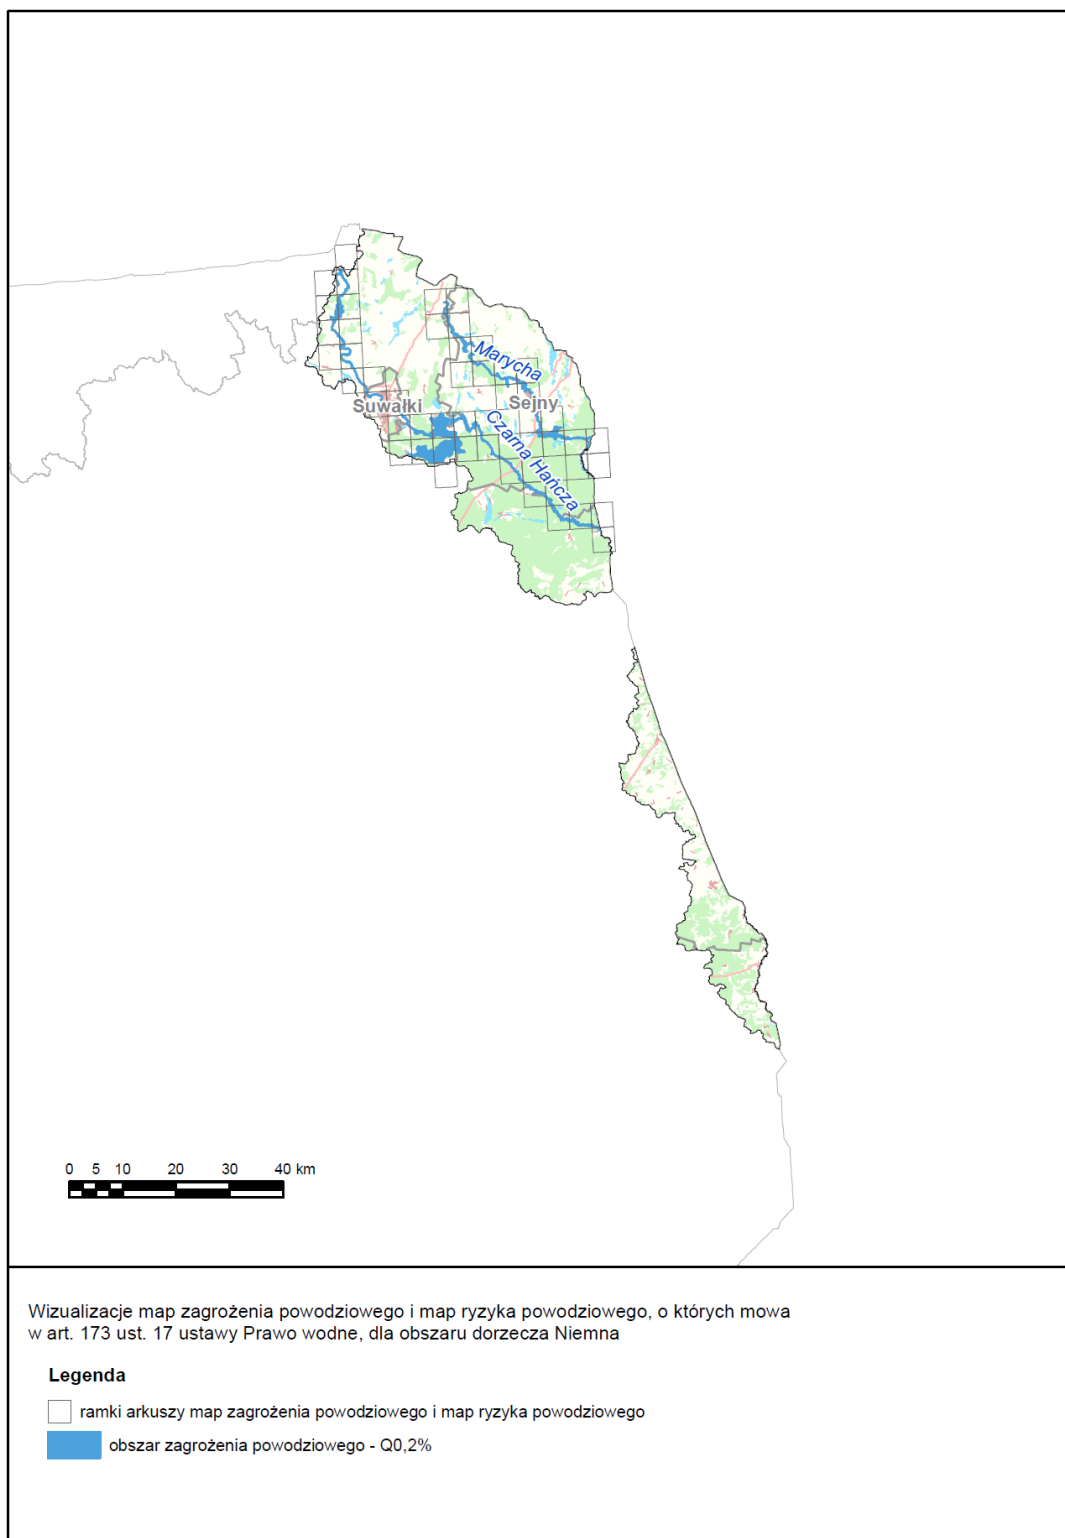 Marycha
Suwałki
Sejny
Czarna Hańcza
0 5 10 20 30 40 km
Wizualizacje map zagrożenia powodziowego i map ryzyka powodziowego, o których mowa
w art. 173 ust. 17 ustawy Prawo wodne, dla obszaru dorzecza Niemna
Legenda
ramki arkuszy map zagrożenia powodziowego i map ryzyka powodziowego
obszar zagrożenia powodziowego - Q0,2%